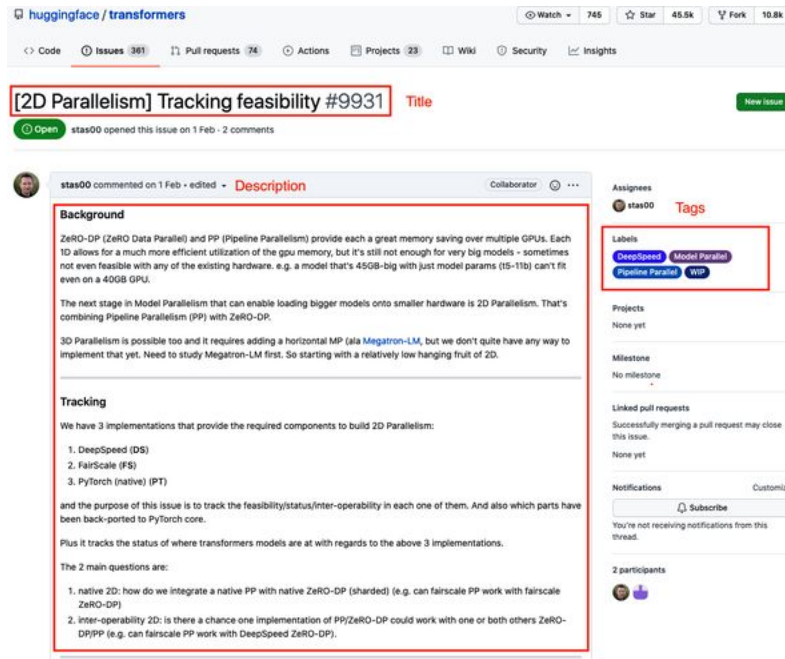 huggingface / transformers
Watch 745 Star 45.5k Fork 10.8k
Code Issues 361 Pull requests 74 Actions Projects 23 Wiki Security Insights
[2D Parallelism] Tracking feasibility #9931 Title
New issue
Open stas00 opened this issue on 1 Feb · 2 comments
stas00 commented on 1 Feb • edited Description
Collaborator
Background
ZeRO-DP (ZeRO Data Parallel) and PP (Pipeline Parallelism) provide each a great memory saving over multiple GPUs. Each
1D allows for a much more efficient utilization of the gpu memory, but it's still not enough for very big models - sometimes
not even feasible with any of the existing hardware. e.g. a model that's 45GB-big with just model params (t5-11b) can't fit
even on a 40GB GPU.
The next stage in Model Parallelism that can enable loading bigger models onto smaller hardware is 2D Parallelism. That's
combining Pipeline Parallelism (PP) with ZeRO-DP.
3D Parallelism is possible too and it requires adding a horizontal MP (ala Megatron-LM, but we don't quite have any way to
implement that yet. Need to study Megatron-LM first. So starting with a relatively low hanging fruit of 2D.
Tracking
We have 3 implementations that provide the required components to build 2D Parallelism:
1. DeepSpeed (DS)
2. FairScale (FS)
3. PyTorch (native) (PT)
and the purpose of this issue is to track the feasibility/status/inter-operability in each one of them. And also which parts have
been back-ported to PyTorch core.
Plus it tracks the status of where transformers models are at with regards to the above 3 implementations.
The 2 main questions are:
1. native 2D: how do we integrate a native PP with native ZeRO-DP (sharded) (e.g. can fairscale PP work with fairscale
ZeRO-DP)
2. inter-operability 2D: is there a chance one implementation of PP/ZeRO-DP could work with one or both others ZeRO-
DP/PP (e.g. can fairscale PP work with DeepSpeed ZeRO-DP).
Assignees
stas00
Tags
Labels
DeepSpeed Model Parallel
Pipeline Parallel WIP
Projects
None yet
Milestone
No milestone
Linked pull requests
Successfully merging a pull request may close
this issue.
None yet
Notifications Customiz
Subscribe
You're not receiving notifications from this
thread.
2 participants